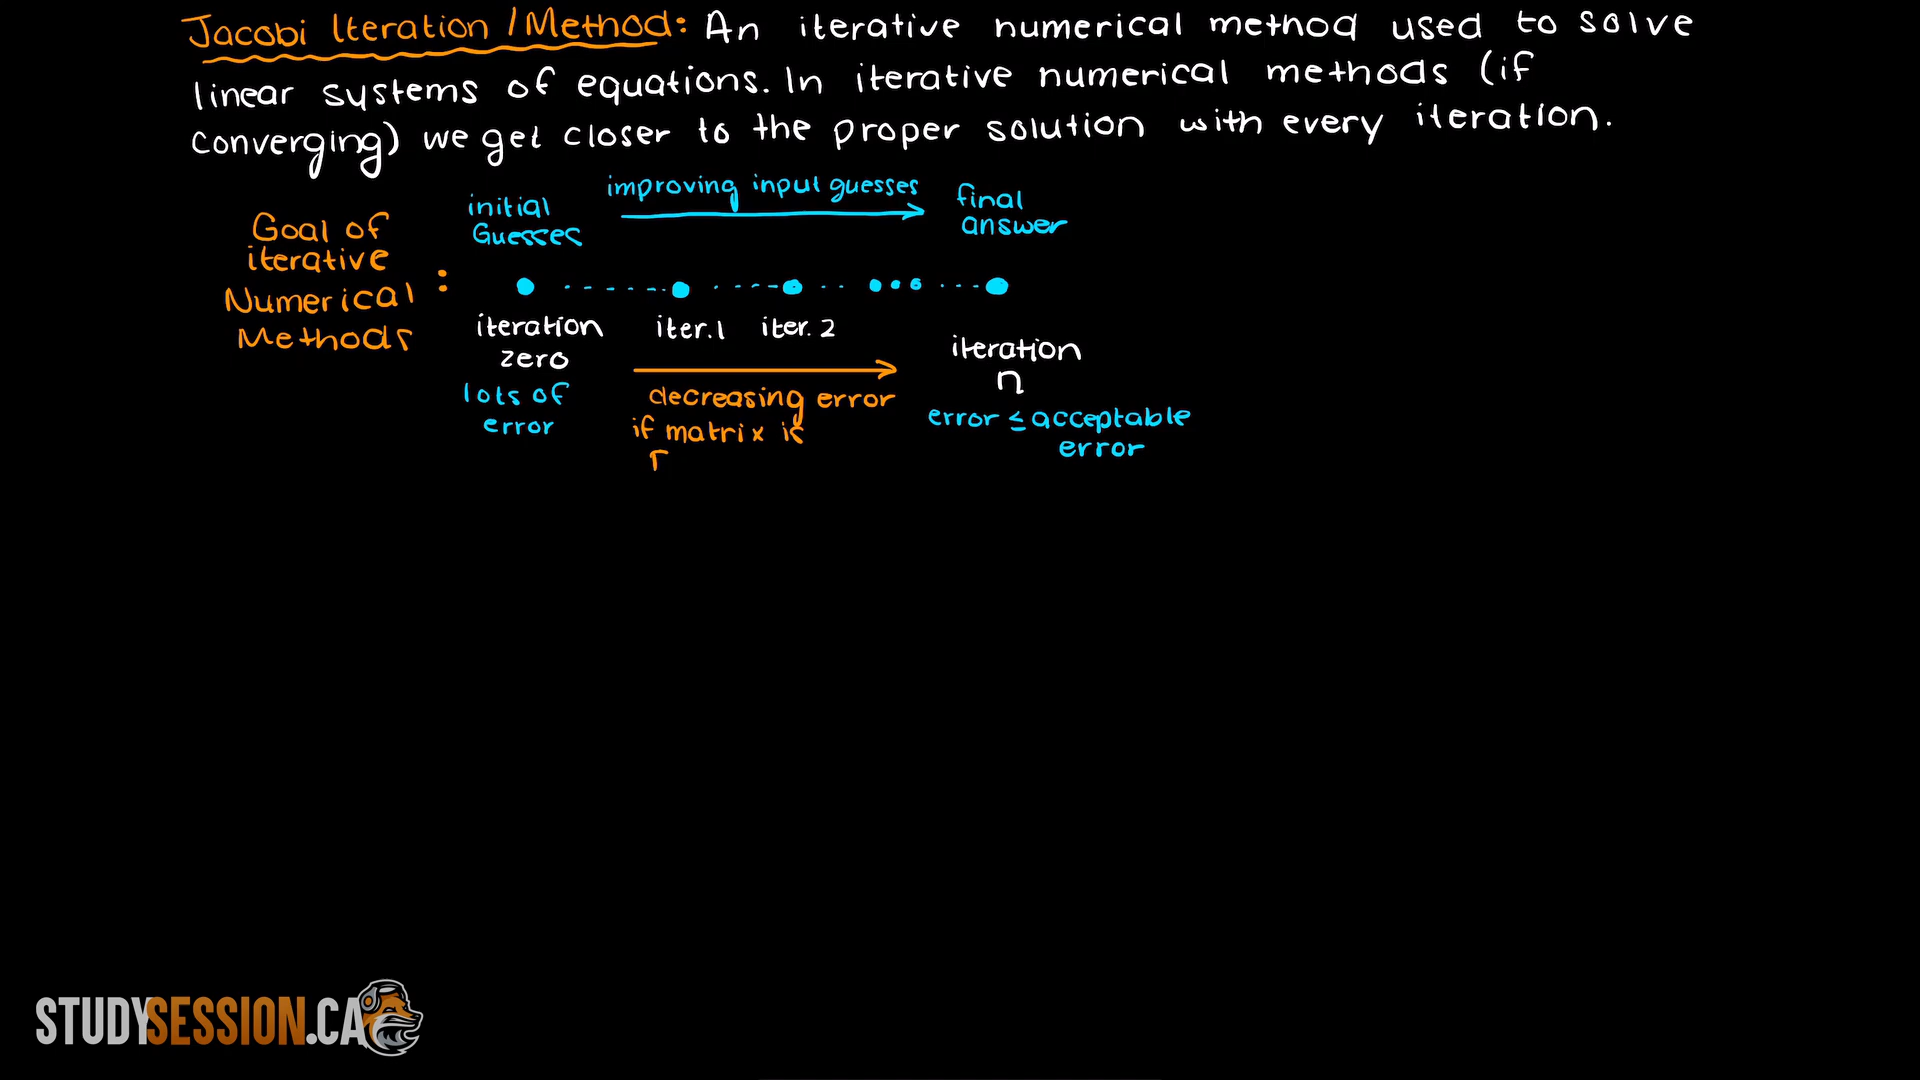 Jacobi Iteration / Method: An iterative numerical method used to solve
linear systems of equations. In iterative numerical methods (if
converging) we get closer to the proper solution with every iteration.
Goal of
iterative
Numerical
Methods :
initial
Guesses
improving input guesses
final
answer
iteration
zero
iter. 1 iter. 2
iteration
n
lots of
error
decreasing error
if matrix is
error ≤ acceptable
error
STUDYSESSION.CA